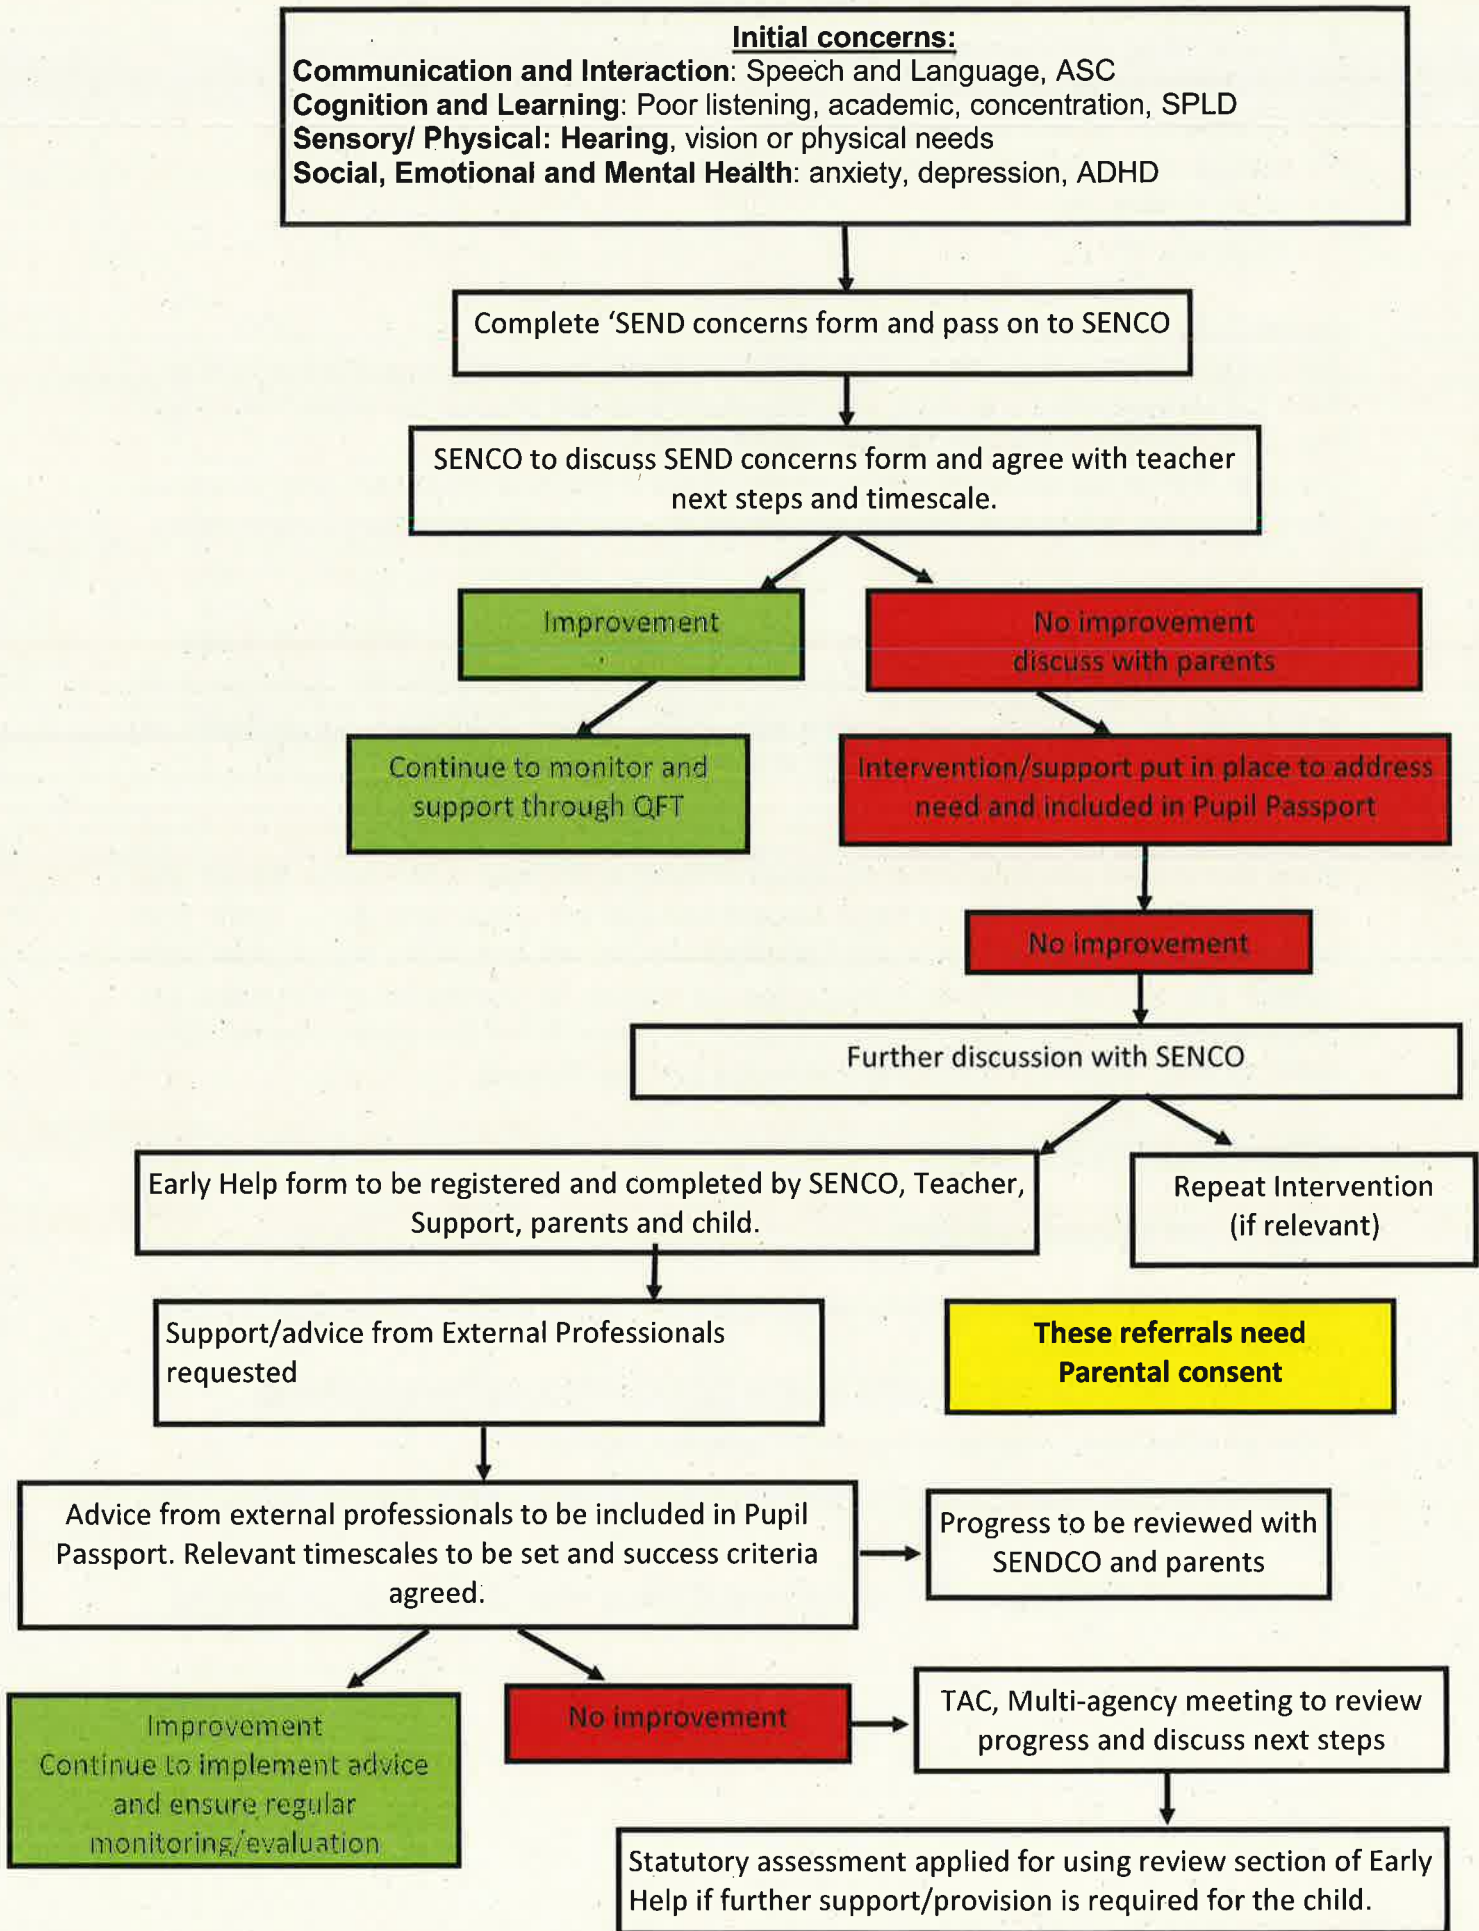 Initial concerns:
Communication and Interaction: Speech and Language, ASC
Cognition and Learning: Poor listening, academic, concentration, SPLD
Sensory/ Physical: Hearing, vision or physical needs
Social, Emotional and Mental Health: anxiety, depression, ADHD
Complete ‘SEND concerns form and pass on to SENCO
SENCO to discuss SEND concerns form and agree with teacher
next steps and timescale.
Improvement
No improvement
discuss with parents
Continue to monitor and
support through QFT
Intervention/support put in place to address
need and included in Pupil Passport
No improvement
Further discussion with SENCO
Early Help form to be registered and completed by SENCO, Teacher,
Support, parents and child.
Repeat Intervention
(if relevant)
Support/advice from External Professionals
requested
These referrals need
Parental consent
Advice from external professionals to be included in Pupil
Passport. Relevant timescales to be set and success criteria
agreed.
Progress to be reviewed with
SENDCO and parents
Improvement
Continue to implement advice
and ensure regular
monitoring/evaluation
No improvement
TAC, Multi-agency meeting to review
progress and discuss next steps
Statutory assessment applied for using review section of Early
Help if further support/provision is required for the child.